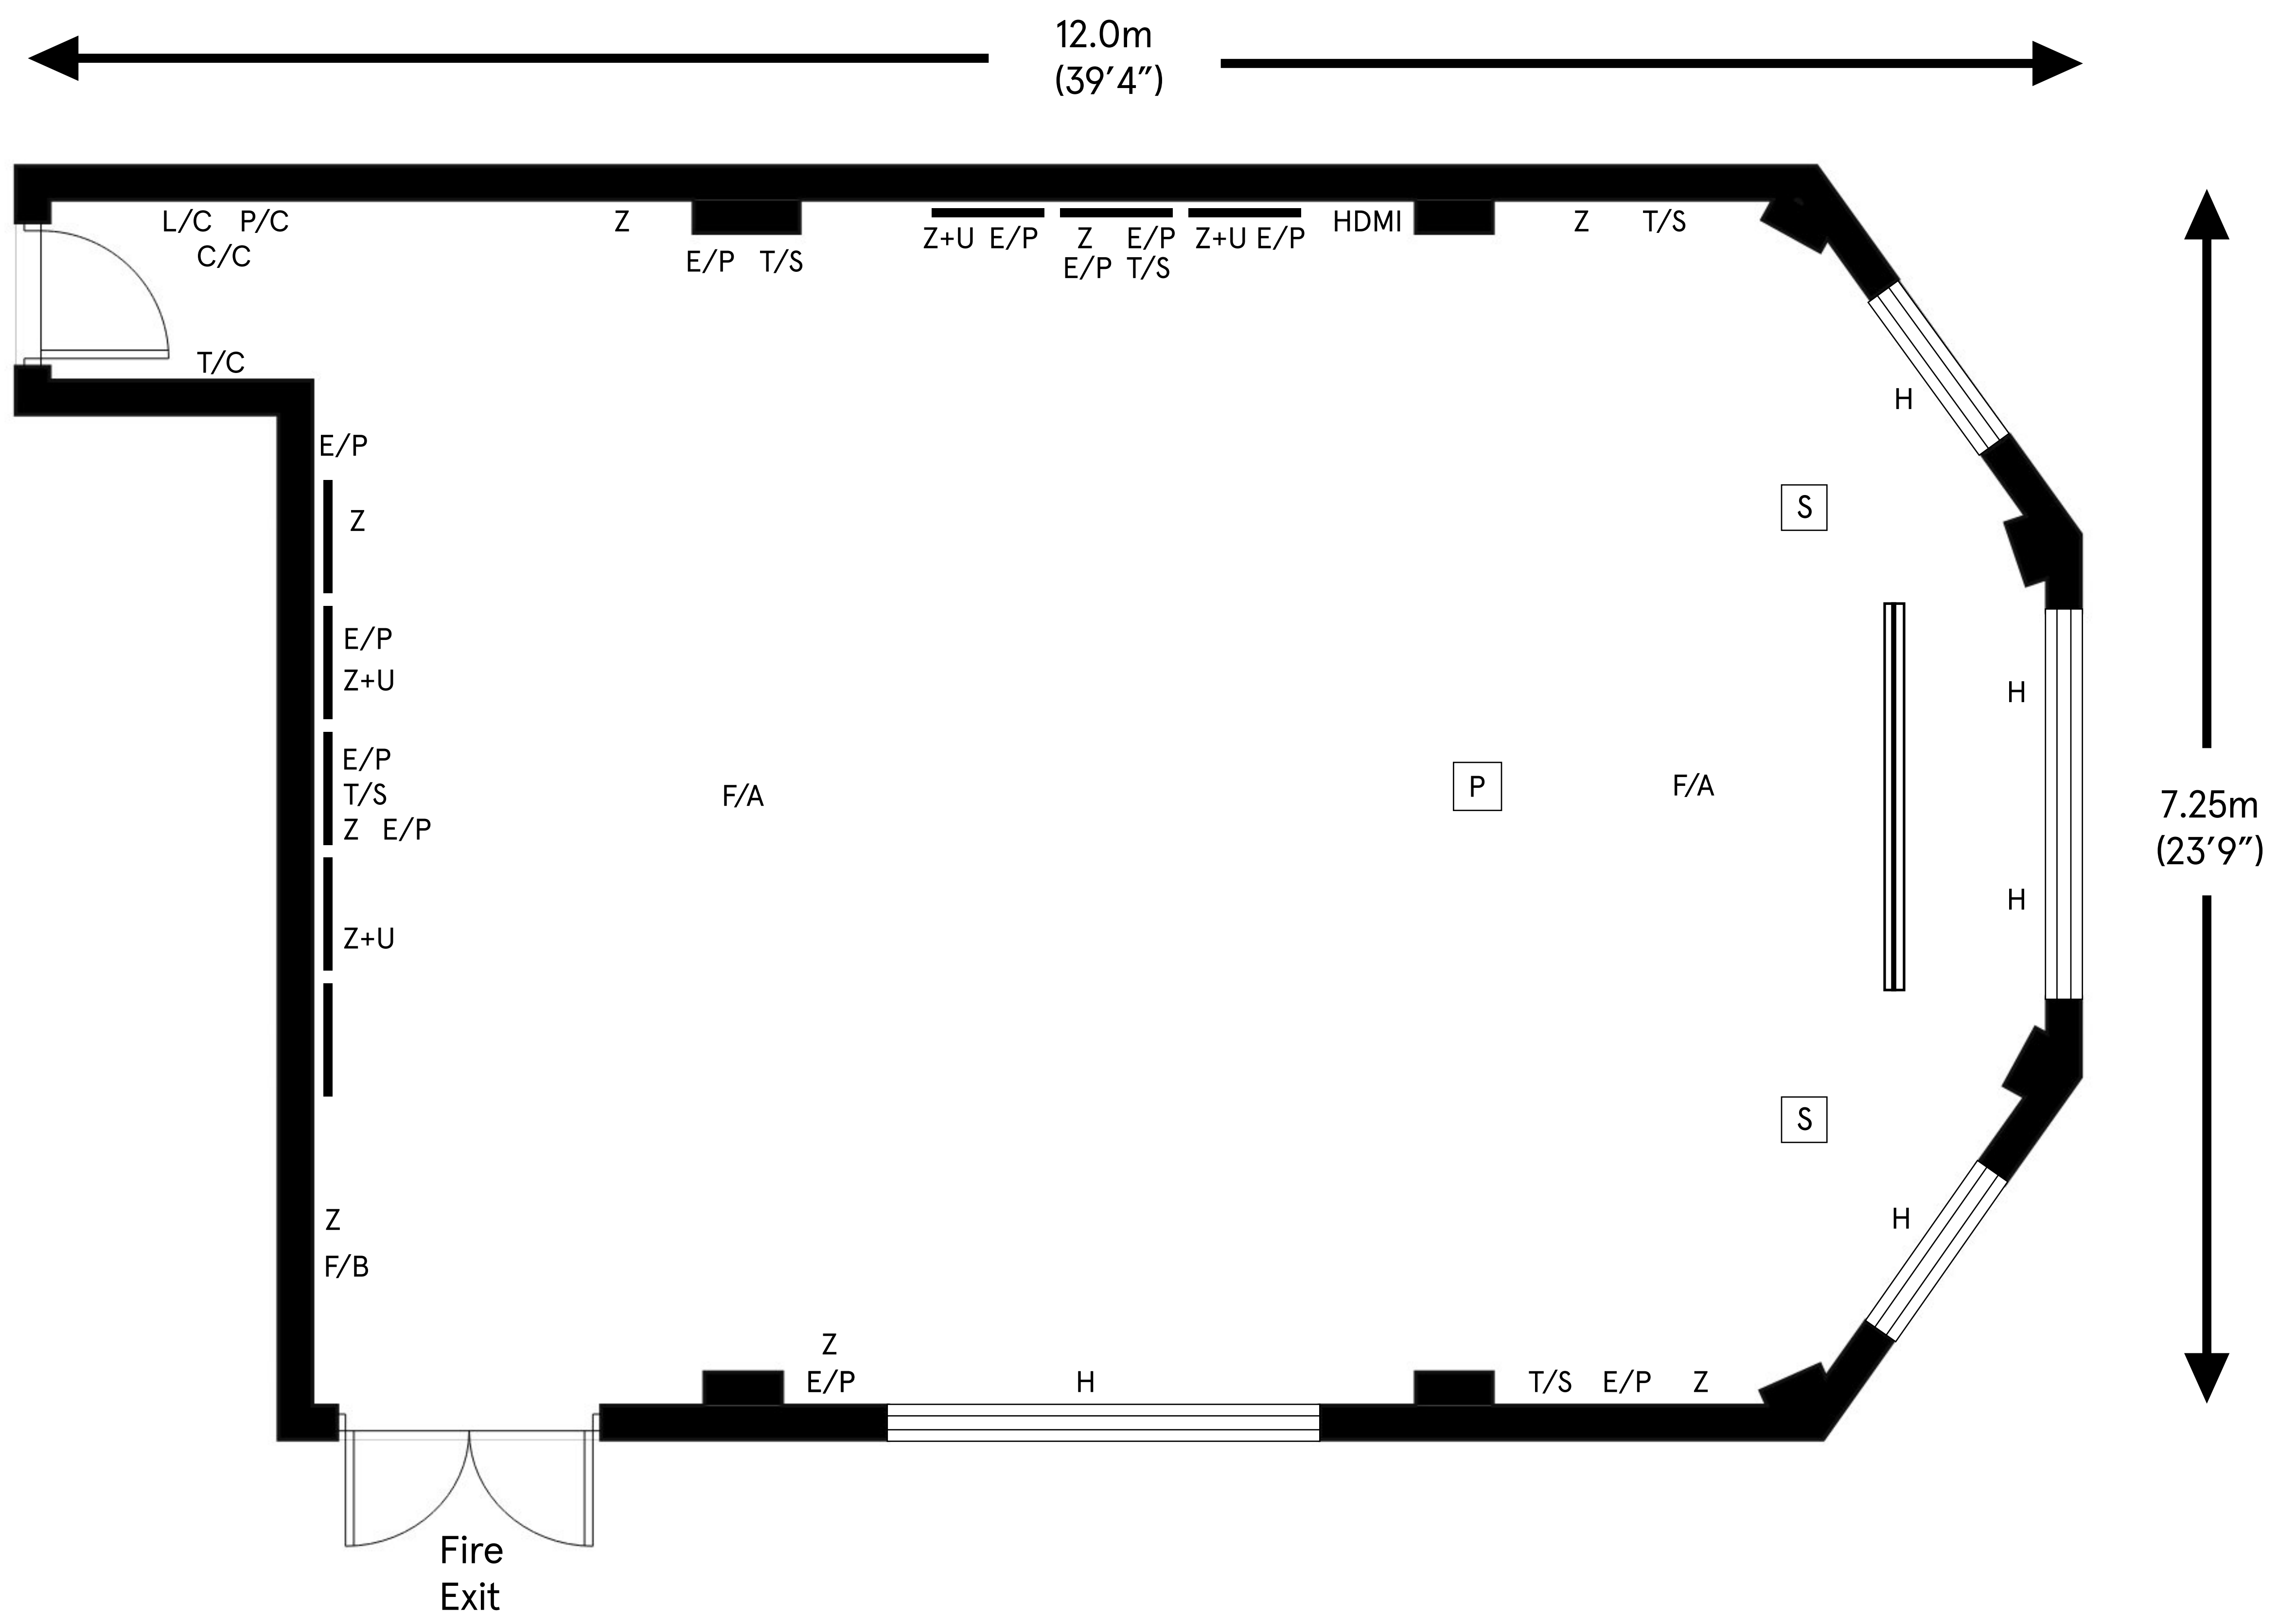 12.0m
(39′4″)
L/C P/C
C/C
Z
E/P T/S
Z+U E/P
Z E/P
E/P T/S
Z+U E/P
HDMI
Z T/S
T/C
H
E/P
Z
S
E/P
Z+U
H
E/P
T/S
Z E/P
F/A
P
F/A
7.25m
(23′9″)
H
Z+U
S
Z
F/B
H
Z
E/P
H
T/S E/P Z
Fire
Exit